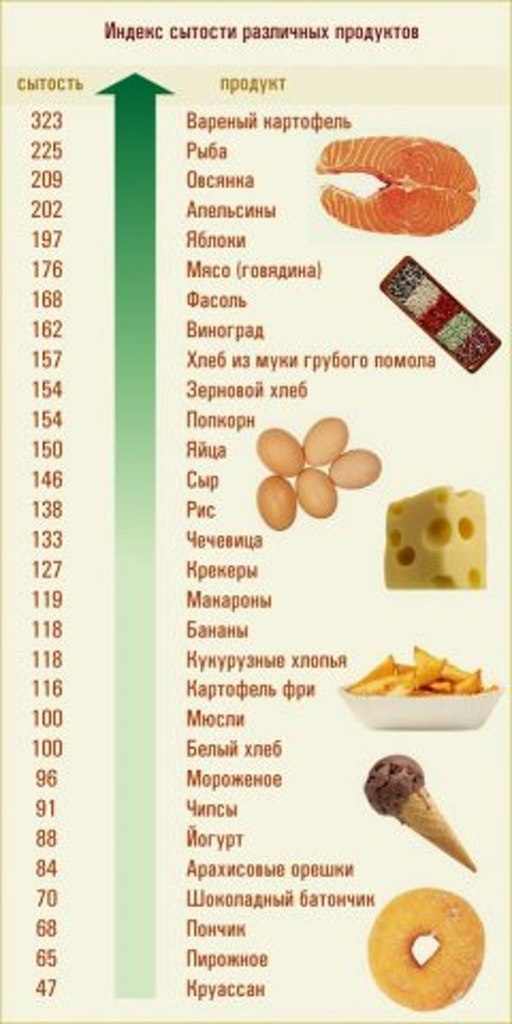 Индекс сытости различных продуктов
сытость продукт
323 Вареный картофель
225 Рыба
209 Овсянка
202 Апельсины
197 Яблоки
176 Мясо (говядина)
168 Фасоль
162 Виноград
157 Хлеб из муки грубого помола
154 Зерновой хлеб
154 Попкорн
150 Яйца
146 Сыр
138 Рис
133 Чечевица
127 Крекеры
119 Макароны
118 Бананы
118 Кукурузные хлопья
116 Картофель фри
100 Мюсли
100 Белый хлеб
96 Мороженое
91 Чипсы
88 Йогурт
84 Арахисовые орешки
70 Шоколадный батончик
68 Пончик
65 Пирожное
47 Круассан